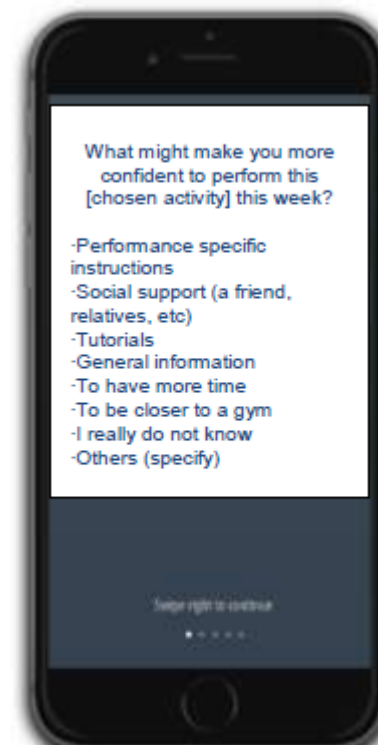 What might make you more
confident to perform this
[chosen activity] this week?
-Performance specific
instructions
-Social support (a friend,
relatives, etc)
-Tutorials
-General information
-To have more time
-To be closer to a gym
-I really do not know
-Others (specify)
Swipe right to continue